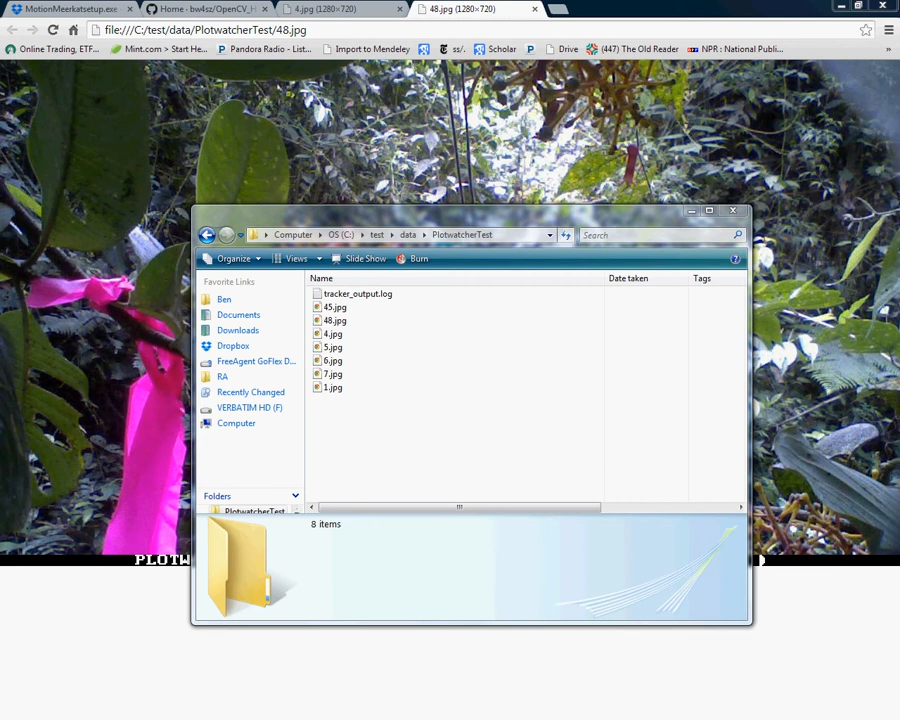 MotionMeerkatsetup.exe - 
Home · bw4sz/OpenCV_H
4.jpg (1280×720)
48.jpg (1280×720)
file:///C:/test/data/PlotwatcherTest/48.jpg
Online Trading, ETF...
Mint.com > Start He...
Pandora Radio - List...
Import to Mendeley
ss/.
Scholar
Drive
(447) The Old Reader
NPR : National Publi...
»
Computer
OS (C:)
test
data
PlotwatcherTest
Search
Organize
Views
Slide Show
Burn
Favorite Links
Name
Date taken
Tags
Ben
Documents
Downloads
Dropbox
FreeAgent GoFlex D...
RA
Recently Changed
VERBATIM HD (F)
Computer
tracker_output.log
45.jpg
48.jpg
4.jpg
5.jpg
6.jpg
7.jpg
1.jpg
Folders
PlotwatcherTest
8 items
PLOTW